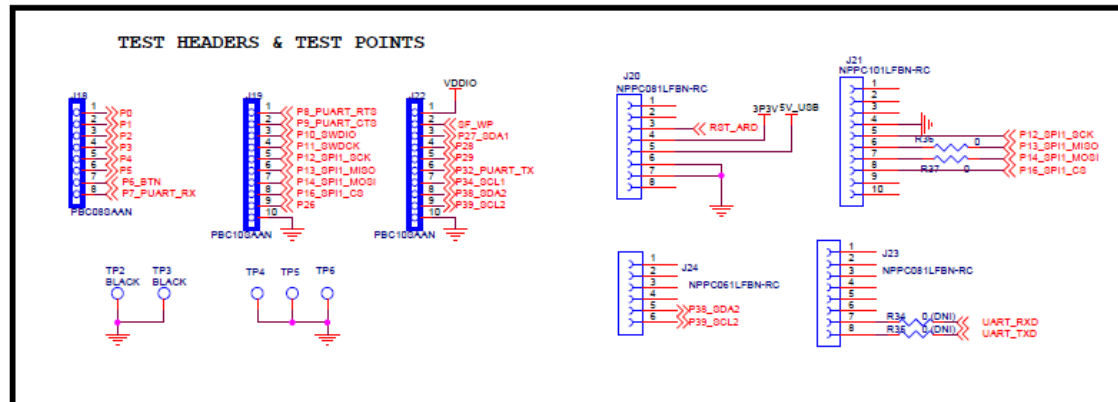 TEST HEADERS & TEST POINTS
J18
1 P0
2 P1
3 P2
4 P3
5 P4
6 P5
7 P6_BTN
8 P7_PUART_RX
PBC08SAAN
J19
1 P8_PUART_RTS
2 P9_PUART_CTS
3 P10_SWDIO
4 P11_SWDCK
5 P12_SPI1_SCK
6 P13_SPI1_MISO
7 P14_SPI1_MOSI
8 P16_SPI1_CS
9 P26
10
PBC10SAAN
VDDIO
J22
1
2 SF_WP
3 P27_SDA1
4 P28
5 P29
6 P32_PUART_TX
7 P34_SCL1
8 P38_SDA2
9 P39_SCL2
10
PBC10SAAN
J20
NPPC081LFBN-RC
3P3V
5V_USB
1
2
3 RST_ARD
4
5
6
7
8
J21
NPPC101LFBN-RC
1
2
3
4
5 P12_SPI1_SCK
6 R36 0 P13_SPI1_MISO
7 P14_SPI1_MOSI
8 R37 0 P16_SPI1_CS
9
10
TP2
BLACK
TP3
BLACK
TP4
TP5
TP6
J24
NPPC061LFBN-RC
1
2
3
4
5 P38_SDA2
6 P39_SCL2
J23
NPPC081LFBN-RC
1
2
3
4
5
6
7 R34 0 (DNI) UART_RXD
8 R35 0 (DNI) UART_TXD